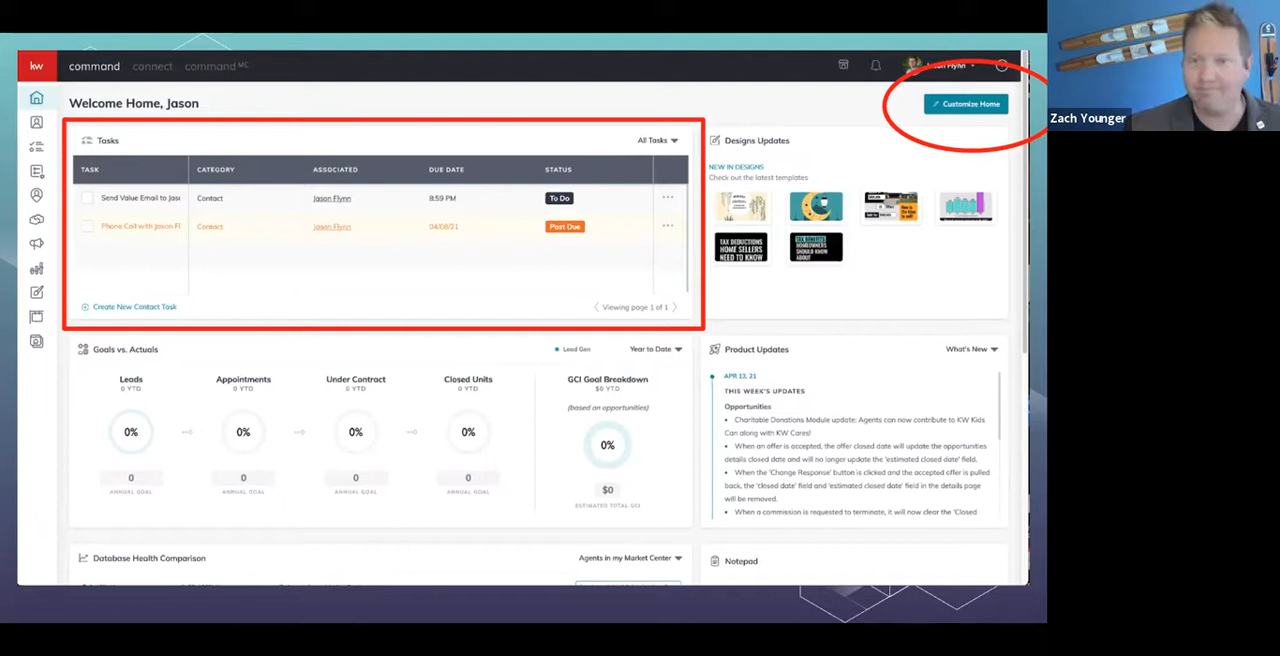 kw command connect command MC Jason Flynn
Welcome Home, Jason
Customize Home
Zach Younger
Tasks All Tasks
TASK CATEGORY ASSOCIATED DUE DATE STATUS
Send Value Email to Jaso Contact Jason Flynn 8:59 PM To Do
Phone Call with Jason Fl Contact Jason Flynn 04/08/21 Past Due
Create New Contact Task Viewing page 1 of 1
Designs Updates
NEW IN DESIGNS
Check out the latest templates
TAX DEDUCTIONS
HOME SELLERS
NEED TO KNOW
TAX BENEFITS
HOMEOWNERS
SHOULD KNOW
ABOUT
Goals vs. Actuals Lead Gen Year to Date
Leads Appointments Under Contract Closed Units GCI Goal Breakdown
0 YTD 0 YTD 0 YTD 0 YTD $0 YTD
(based on opportunities)
0% 0% 0% 0% 0%
0 0 0 0 $0
ANNUAL GOAL ANNUAL GOAL ANNUAL GOAL ANNUAL GOAL ESTIMATED TOTAL GCI
Product Updates What's New
APR 13, 21
THIS WEEK'S UPDATES
Opportunities
• Charitable Donations Module update: Agents can now contribute to KW Kids
Can along with KW Cares!
• When an offer is accepted, the offer closed date will update the opportunities
details closed date and will no longer update the 'estimated closed date' field.
• When the 'Change Response' button is clicked and the accepted offer is pulled
back, the 'closed date' field and 'estimated closed date' field in the details page
will be removed.
• When a commission is requested to terminate, it will now clear the 'Closed
Database Health Comparison Agents in my Market Center
Notepad